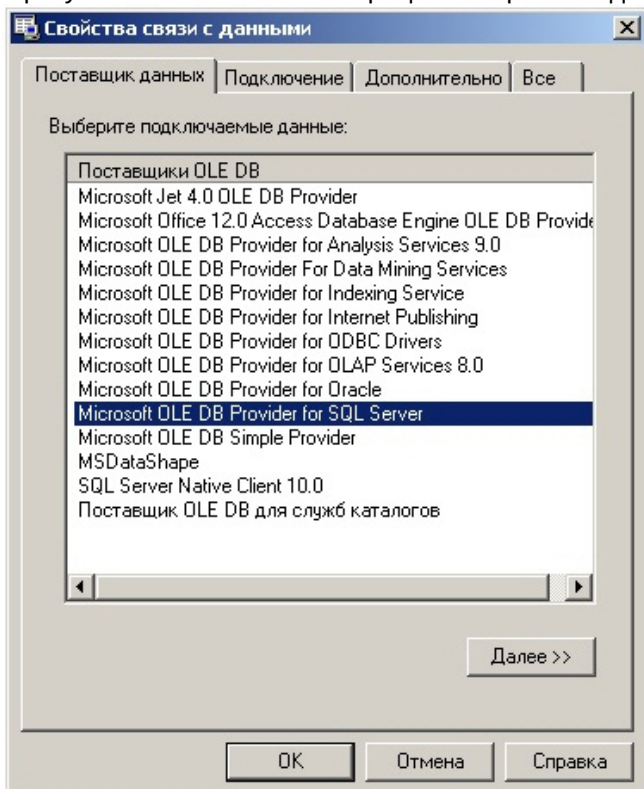 Свойства связи с данными
Поставщик данных
Подключение
Дополнительно
Все
Выберите подключаемые данные:
Поставщики OLE DB
Microsoft Jet 4.0 OLE DB Provider
Microsoft Office 12.0 Access Database Engine OLE DB Provide
Microsoft OLE DB Provider for Analysis Services 9.0
Microsoft OLE DB Provider For Data Mining Services
Microsoft OLE DB Provider for Indexing Service
Microsoft OLE DB Provider for Internet Publishing
Microsoft OLE DB Provider for ODBC Drivers
Microsoft OLE DB Provider for OLAP Services 8.0
Microsoft OLE DB Provider for Oracle
Microsoft OLE DB Provider for SQL Server
Microsoft OLE DB Simple Provider
MSDataShape
SQL Server Native Client 10.0
Поставщик OLE DB для служб каталогов
Далее >>
OK
Отмена
Справка